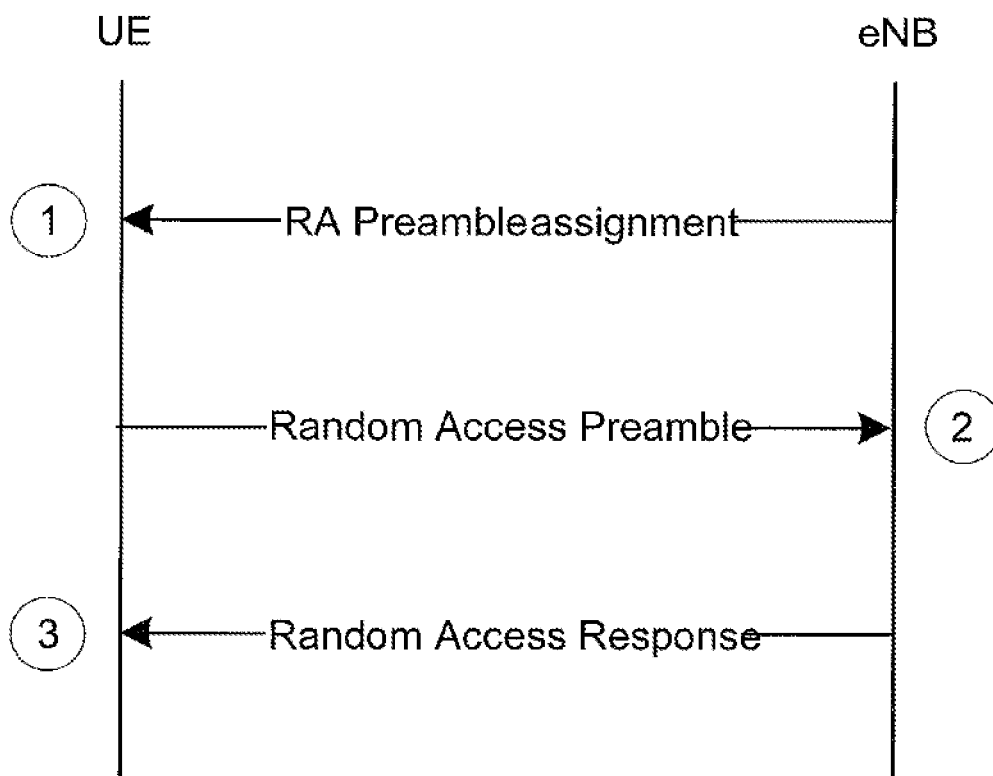 UE
eNB
1
RA Preambleassignment
Random Access Preamble
2
3
Random Access Response